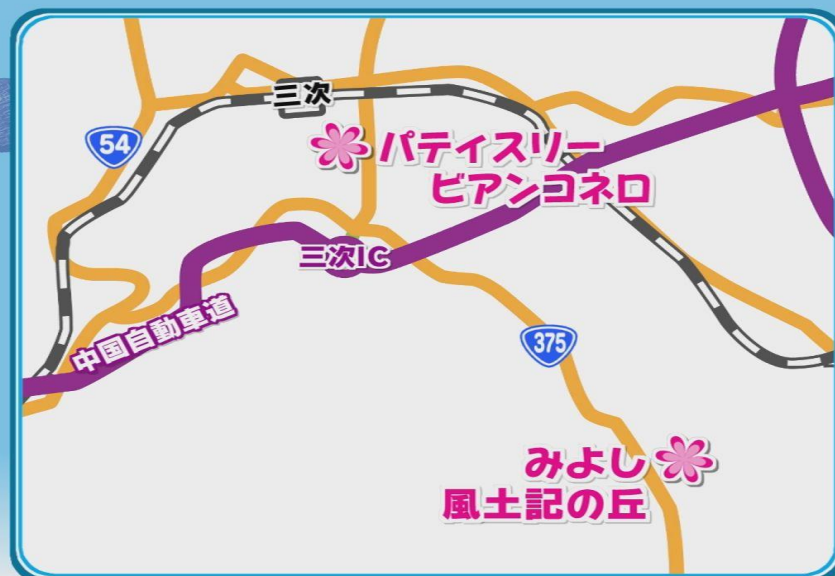 三次
54
パティスリー
ビアンコネロ
三次IC
中国自動車道
375
みよし
風土記の丘